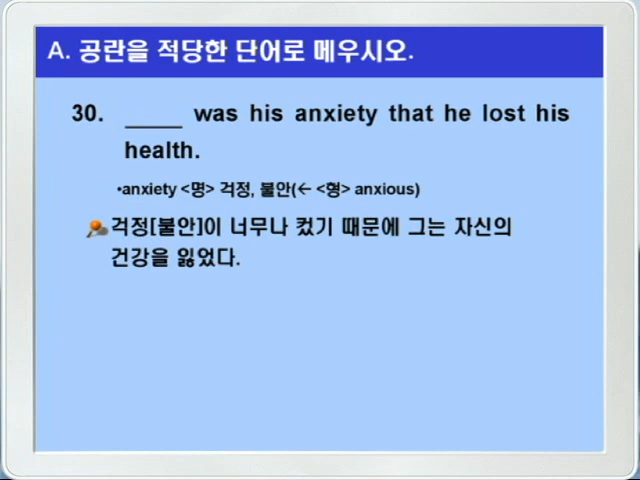 A. 공란을 적당한 단어로 메우시오.
30. ____ was his anxiety that he lost his
health.
•anxiety <명> 걱정, 불안(← <형> anxious)
걱정[불안]이 너무나 컸기 때문에 그는 자신의
건강을 잃었다.